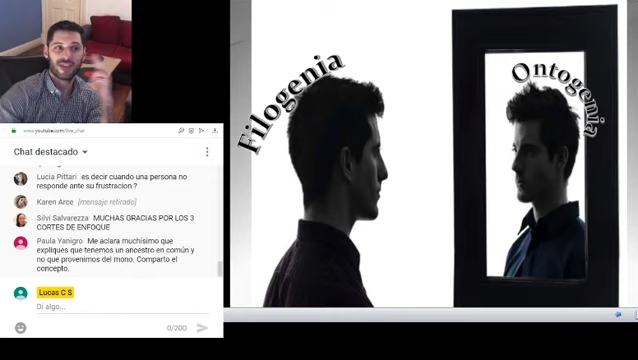 Filogenia
Ontogenia
www.youtube.com/live_chat
Chat destacado
Lucia Pittari es decir cuando una persona no
responde ante su frustracion ?
Karen Arce [mensaje retirado]
Silvi Salvarezza MUCHAS GRACIAS POR LOS 3
CORTES DE ENFOQUE
Paula Yanigro Me aclara muchísimo que
expliques que tenemos un ancestro en común y
no que provenimos del mono. Comparto el
concepto.
Lucas C S
Di algo...
0/200